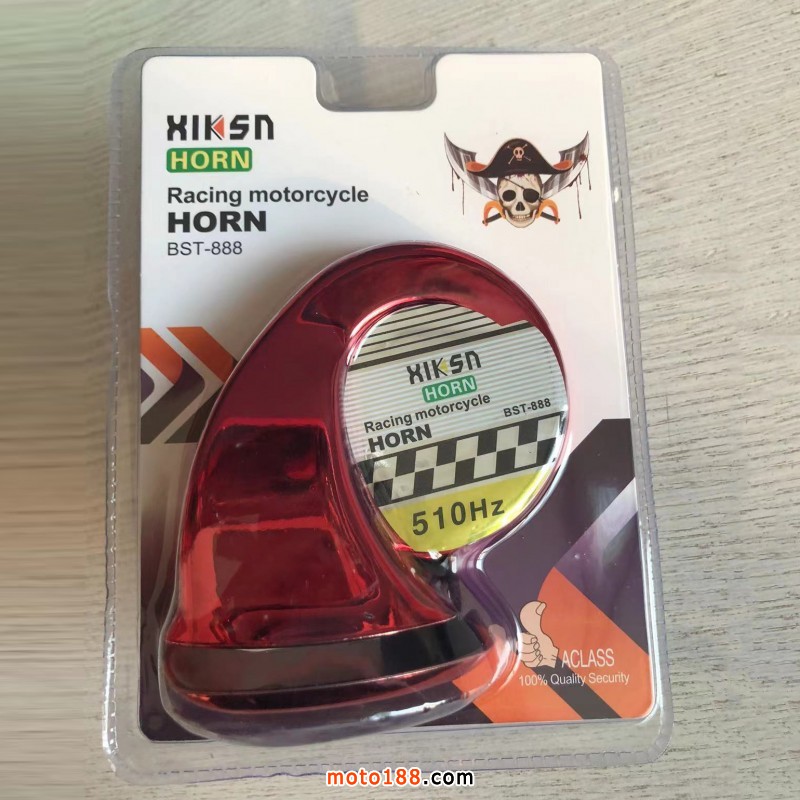 XIKSN
HORN
Racing motorcycle
HORN
BST-888
XIKSN
HORN
Racing motorcycle
BST-888
HORN
510Hz
ACLASS
100% Quality Security
moto188.com